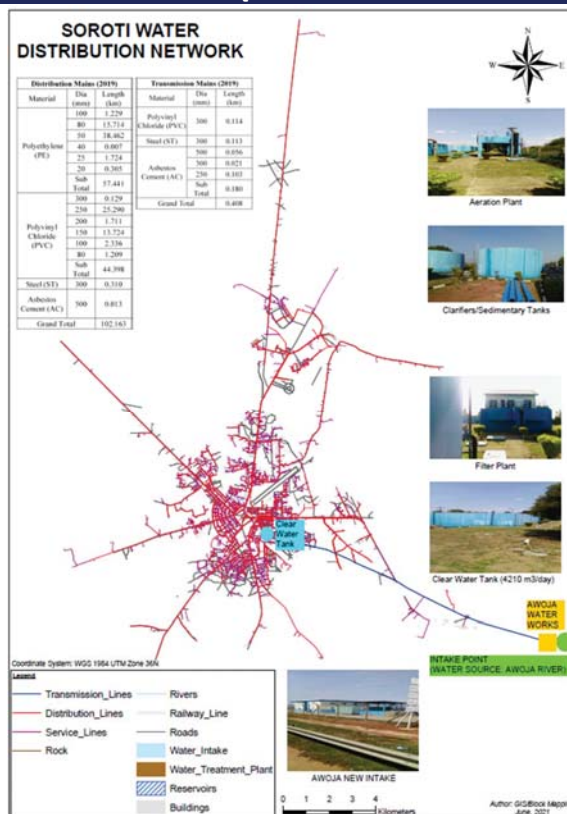 SOROTI WATER
DISTRIBUTION NETWORK
Distribution Mains (2019)
Material Dia (mm) Length (km)
Polyethylene (PE)
100 1.229
80 15.714
50 38.462
40 0.007
25 1.724
20 0.305
Sub Total 57.441
Polyvinyl Chloride (PVC)
300 0.129
250 25.290
200 1.711
150 13.724
100 2.336
80 1.209
Sub Total 44.398
Steel (ST) 300 0.310
Asbestos Cement (AC) 500 0.013
Grand Total 102.163
Transmission Mains (2019)
Material Dia (mm) Length (km)
Polyvinyl Chloride (PVC) 300 0.114
Steel (ST) 300 0.113
Asbestos Cement (AC)
500 0.056
300 0.021
250 0.103
Sub Total 0.180
Grand Total 0.408
N
W E
S
Aeration Plant
Clarifiers/Sedimentary Tanks
Filter Plant
Clear Water Tank (4210 m3/day)
Clear
Water
Tank
AWOJA
WATER
WORKS
INTAKE POINT
(WATER SOURCE: AWOJA RIVER)
Coordinate System: WGS 1984 UTM Zone 36N
Legend
Transmission_Lines
Distribution_Lines
Service_Lines
Rock
Rivers
Railway_Line
Roads
Water_Intake
Water_Treatment_Plant
Reservoirs
Buildings
AWOJA NEW INTAKE
0 1 2 3 4
Kilometers
Author: GIS/Block Mapping
June, 2021